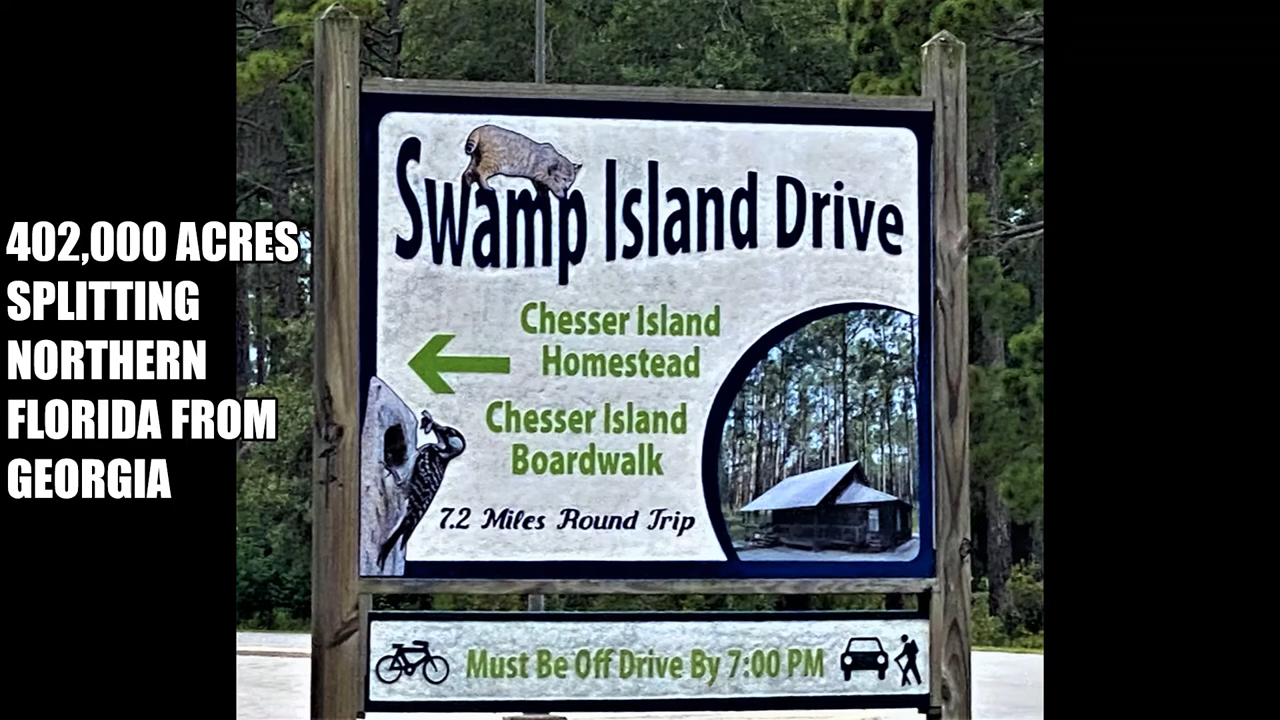 402,000 ACRES
SPLITTING
NORTHERN
FLORIDA FROM
GEORGIA
Swamp Island Drive
Chesser Island
Homestead
Chesser Island
Boardwalk
7.2 Miles Round Trip
Must Be Off Drive By 7:00 PM